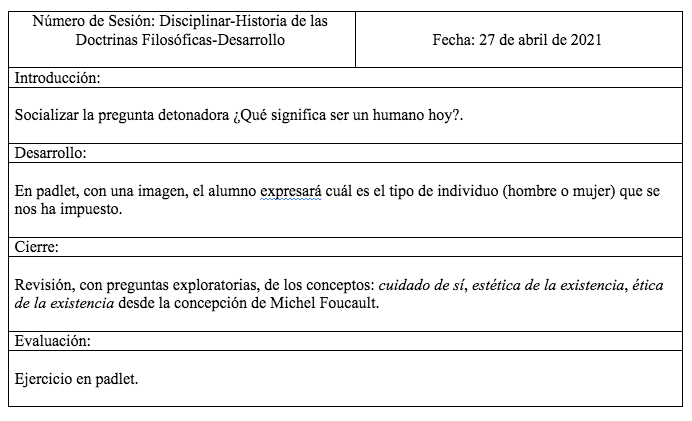 Número de Sesión: Disciplinar-Historia de las
Doctrinas Filosóficas-Desarrollo
Fecha: 27 de abril de 2021
Introducción:
Socializar la pregunta detonadora ¿Qué significa ser un humano hoy?.
Desarrollo:
En padlet, con una imagen, el alumno expresará cuál es el tipo de individuo (hombre o mujer) que se
nos ha impuesto.
Cierre:
Revisión, con preguntas exploratorias, de los conceptos: cuidado de sí, estética de la existencia, ética
de la existencia desde la concepción de Michel Foucault.
Evaluación:
Ejercicio en padlet.